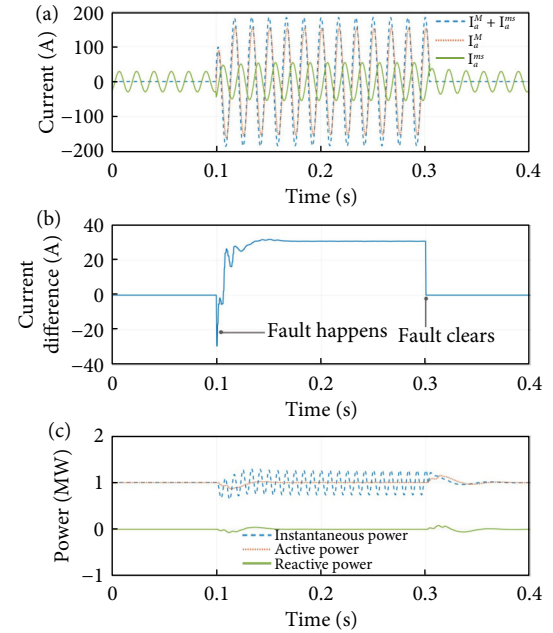 (a)
200
100
0
−100
−200
Current (A)
I_a^M + I_a^ms
I_a^M
I_a^ms
0 0.1 0.2 0.3 0.4
Time (s)
(b)
40
20
0
−20
−40
Current
difference (A)
Fault happens
Fault clears
0 0.1 0.2 0.3 0.4
Time (s)
(c)
2
1
0
−1
Power (MW)
Instantaneous power
Active power
Reactive power
0 0.1 0.2 0.3 0.4
Time (s)